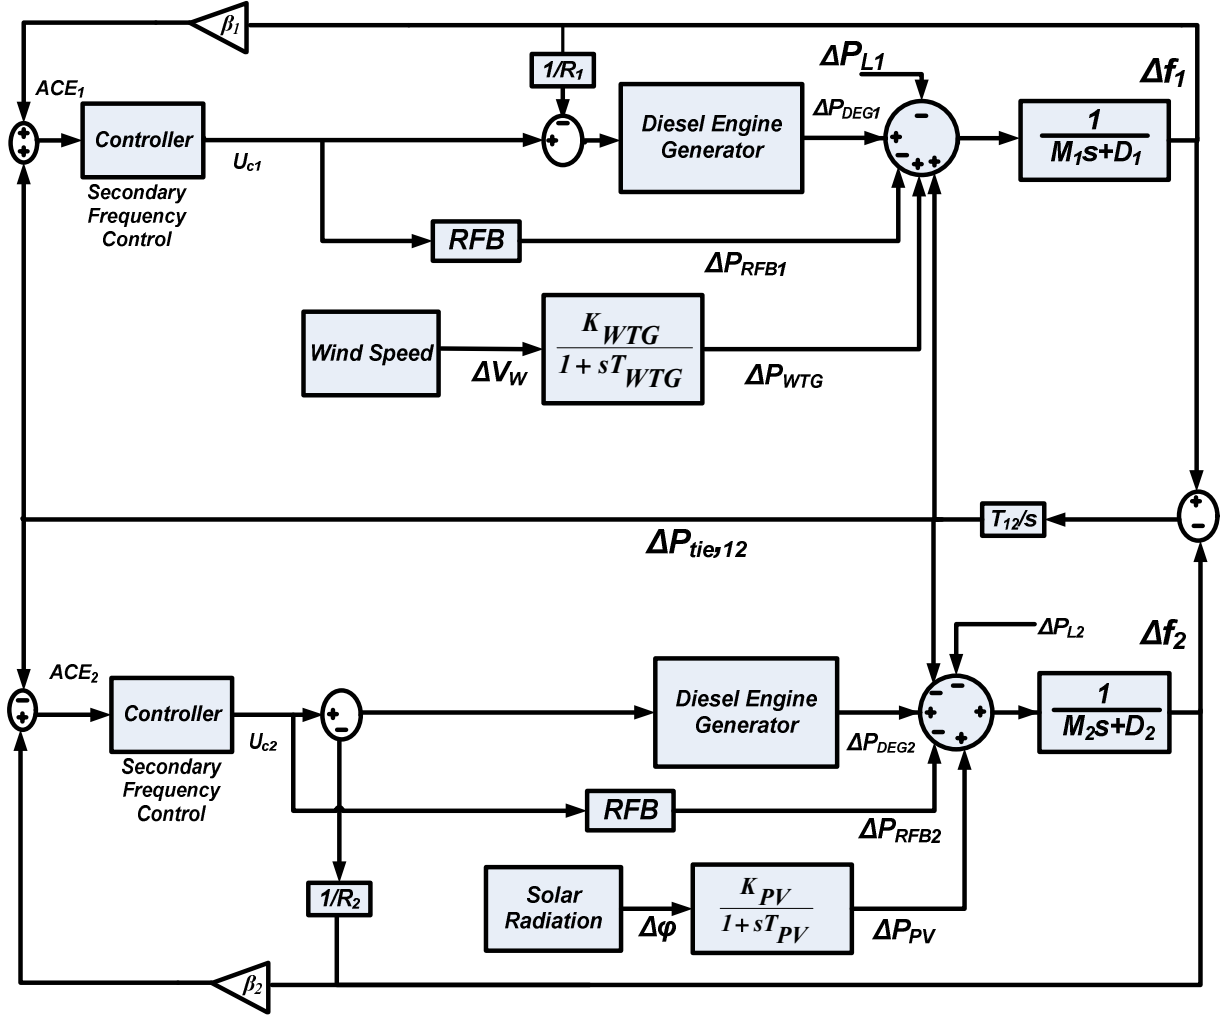 β1
1/R1
ΔPL1
Δf1
ACE1
+
+
Controller
Uc1
Secondary
Frequency
Control
−
+
Diesel Engine
Generator
ΔPDEG1
−
+
−
+
+
1
M1s+D1
RFB
ΔPRFB1
Wind Speed
ΔVW
KWTG
1 + sTWTG
ΔPWTG
+
−
T12/s
ΔPtie,12
ΔPL2
Δf2
ACE2
−
+
Controller
Uc2
Secondary
Frequency
Control
+
−
Diesel Engine
Generator
ΔPDEG2
−
−
+
+
−
+
1
M2s+D2
RFB
ΔPRFB2
1/R2
Solar
Radiation
Δφ
KPV
1 + sTPV
ΔPPV
β2